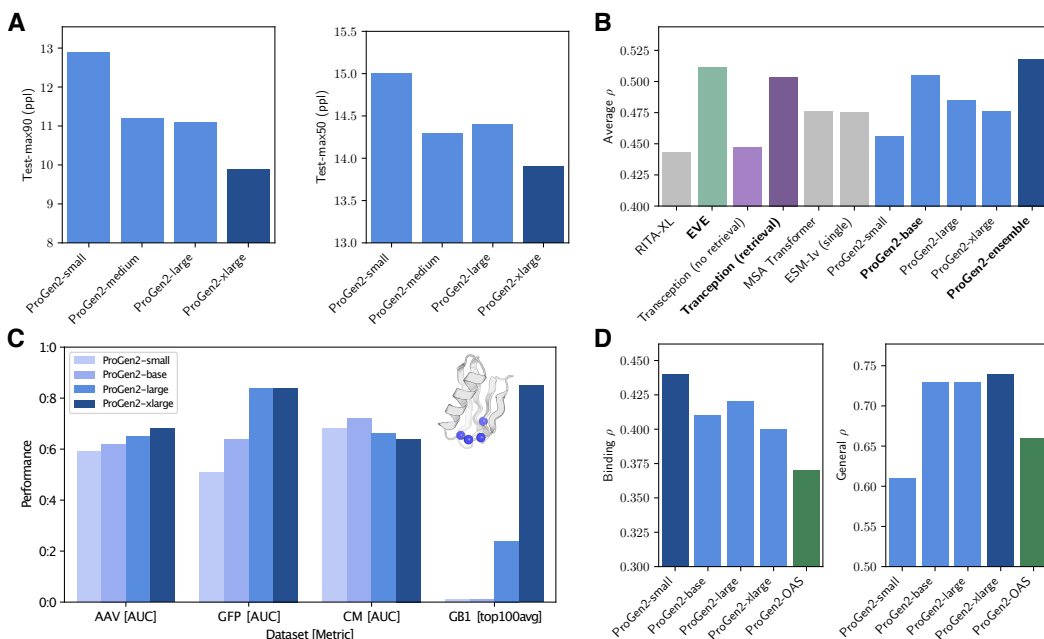 A
Test-max90 (ppl)
13
12
11
10
9
8
ProGen2-small
ProGen2-medium
ProGen2-large
ProGen2-xlarge
Test-max50 (ppl)
15.0
14.5
14.0
13.5
13.0
ProGen2-small
ProGen2-medium
ProGen2-large
ProGen2-xlarge
B
Average ρ
0.525
0.500
0.475
0.450
0.425
0.400
RITA-XL
EVE
Tranception (no retrieval)
Tranception (retrieval)
MSA Transformer
ESM-1v (single)
ProGen2-small
ProGen2-base
ProGen2-large
ProGen2-xlarge
ProGen2-ensemble
C
Performance
1:0
0:8
0:6
0:4
0:2
0:0
ProGen2-small
ProGen2-base
ProGen2-large
ProGen2-xlarge
AAV [AUC]
GFP [AUC]
CM [AUC]
GB1 [top100avg]
Dataset [Metric]
D
Binding ρ
0.450
0.425
0.400
0.375
0.350
0.325
0.300
ProGen2-small
ProGen2-base
ProGen2-large
ProGen2-xlarge
ProGen2-OAS
General ρ
0.75
0.70
0.65
0.60
0.55
0.50
ProGen2-small
ProGen2-base
ProGen2-large
ProGen2-xlarge
ProGen2-OAS